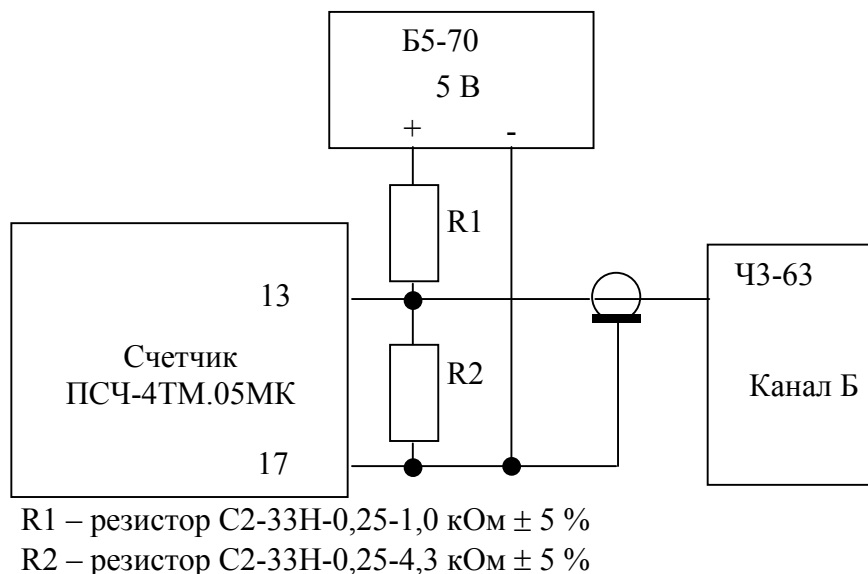 Б5-70
5 В
+ -
R1
13
Ч3-63
Счетчик
ПСЧ-4ТМ.05МК
R2
Канал Б
17
R1 – резистор С2-33Н-0,25-1,0 кОм ± 5 %
R2 – резистор С2-33Н-0,25-4,3 кОм ± 5 %